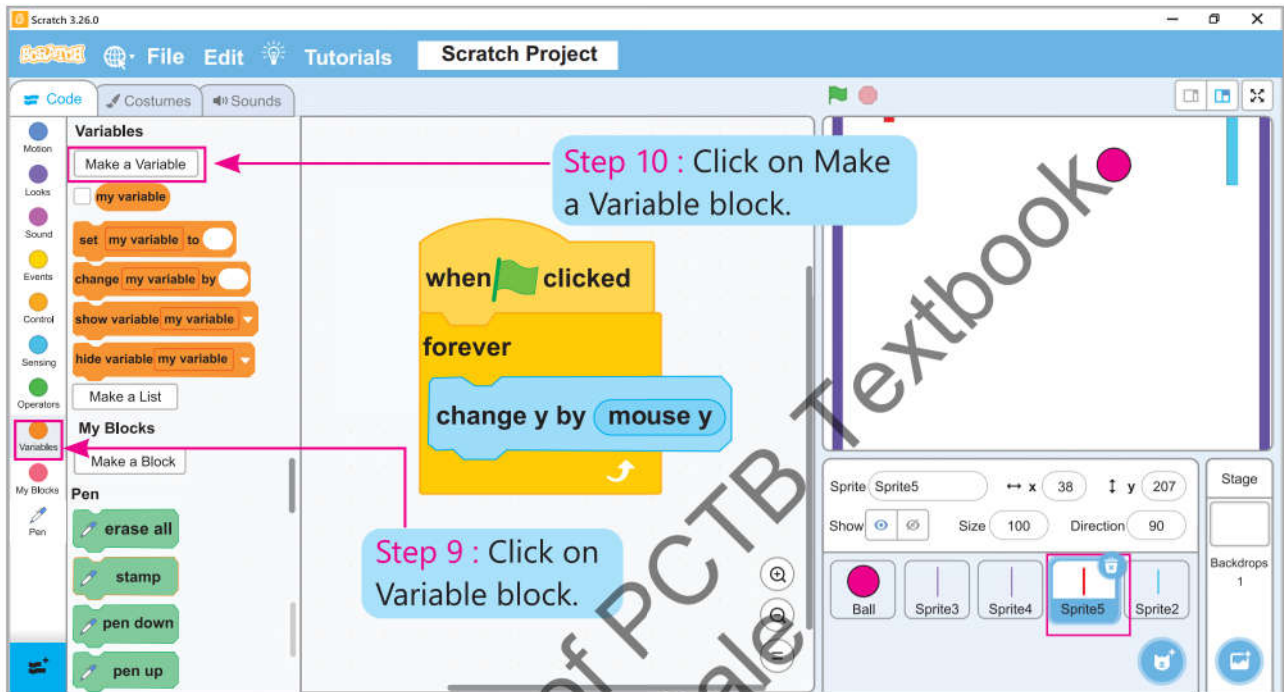 Scratch 3.26.0
SCRATCH File Edit Tutorials Scratch Project
Code Costumes Sounds
Motion
Looks
Sound
Events
Control
Sensing
Operators
Variables
My Blocks
Pen
Variables
Make a Variable
my variable
set my variable to
change my variable by
show variable my variable
hide variable my variable
Make a List
My Blocks
Make a Block
Pen
erase all
stamp
pen down
pen up
Step 10 : Click on Make
a Variable block.
when clicked
forever
change y by mouse y
Step 9 : Click on
Variable block.
Sprite Sprite5 x 38 y 207
Show Size 100 Direction 90
Ball Sprite3 Sprite4 Sprite5 Sprite2
Stage
Backdrops
1
of PCTB Textbook
ale